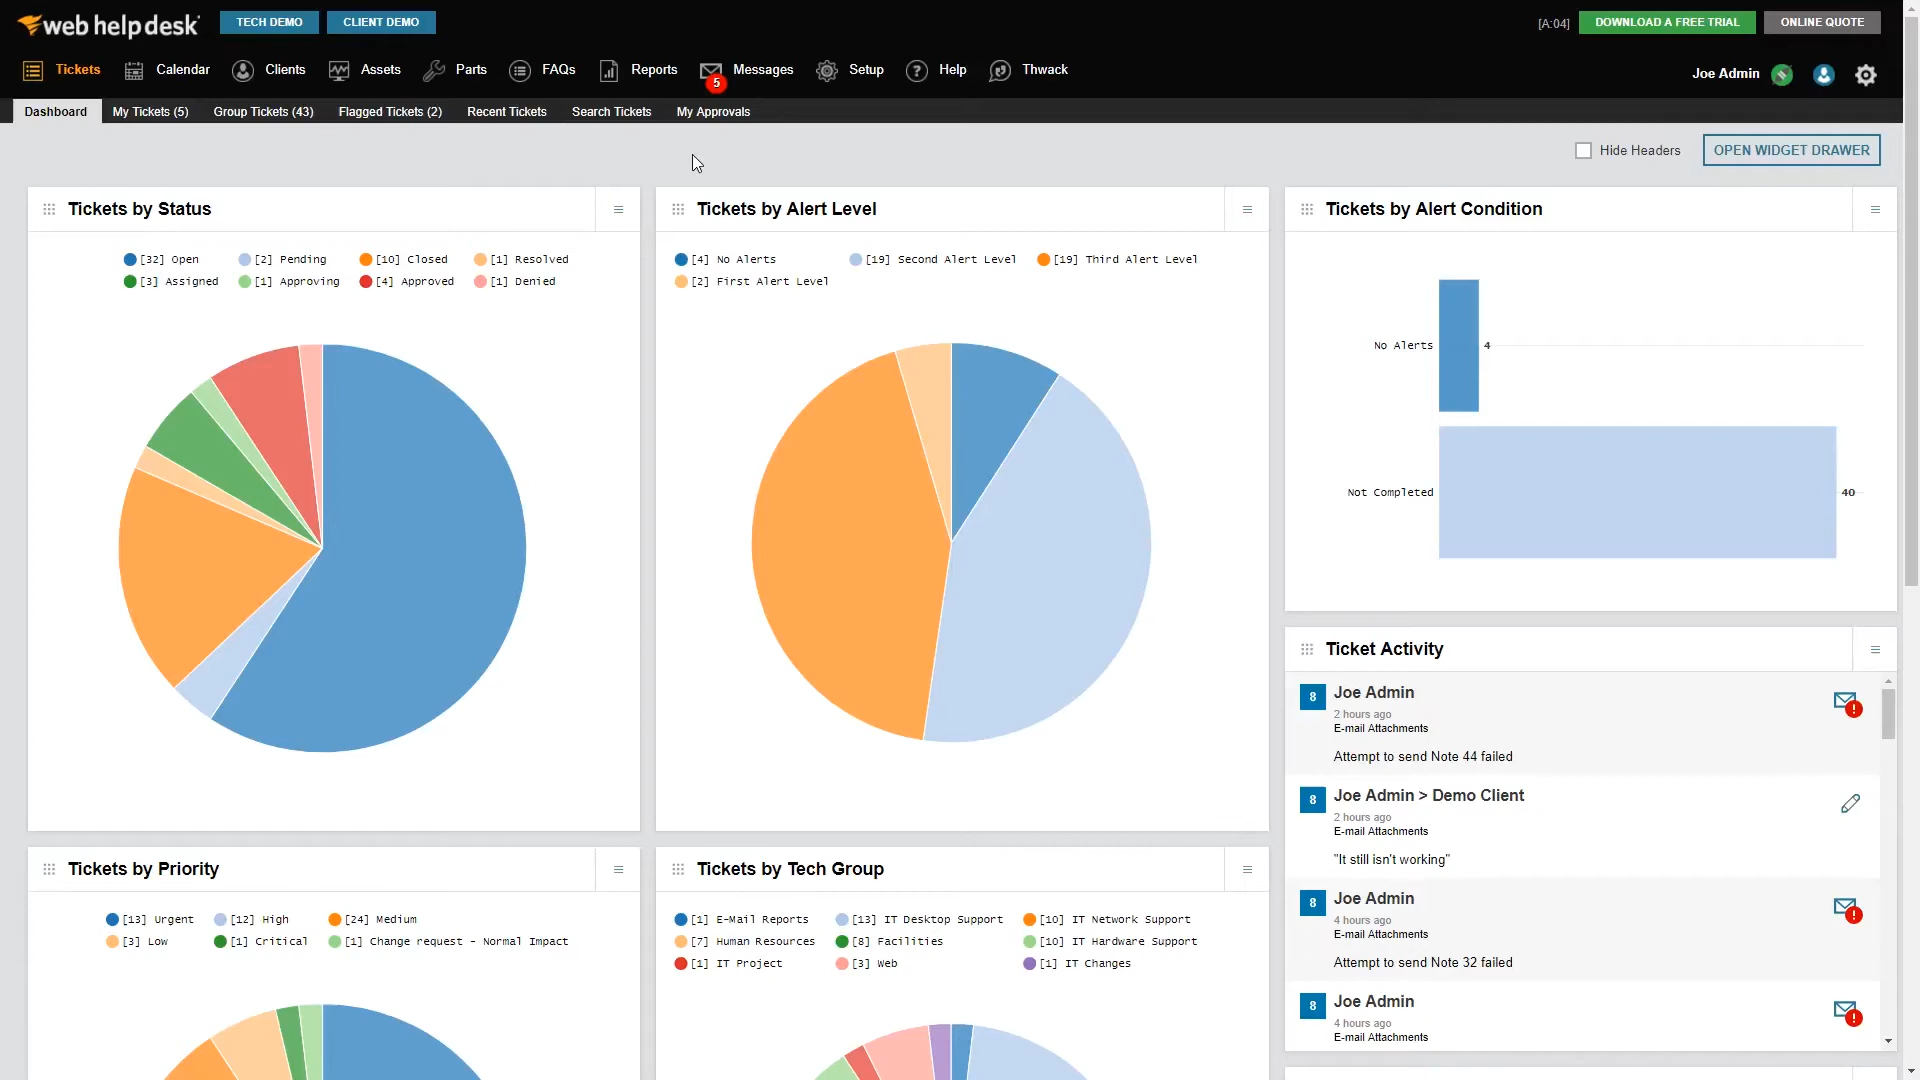 web help desk
TECH DEMO
CLIENT DEMO
[A:04]
DOWNLOAD A FREE TRIAL
ONLINE QUOTE
Tickets
Calendar
Clients
Assets
Parts
FAQs
Reports
5
Messages
Setup
Help
Thwack
Joe Admin
Dashboard
My Tickets (5)
Group Tickets (43)
Flagged Tickets (2)
Recent Tickets
Search Tickets
My Approvals
Hide Headers
OPEN WIDGET DRAWER
Tickets by Status
[32] Open
[2] Pending
[10] Closed
[1] Resolved
[3] Assigned
[1] Approving
[4] Approved
[1] Denied
Tickets by Alert Level
[4] No Alerts
[19] Second Alert Level
[19] Third Alert Level
[2] First Alert Level
Tickets by Alert Condition
No Alerts
4
Not Completed
40
Ticket Activity
8
Joe Admin
2 hours ago
E-mail Attachments
Attempt to send Note 44 failed
8
Joe Admin > Demo Client
2 hours ago
E-mail Attachments
"It still isn't working"
8
Joe Admin
4 hours ago
E-mail Attachments
Attempt to send Note 32 failed
8
Joe Admin
4 hours ago
E-mail Attachments
Tickets by Priority
[13] Urgent
[12] High
[24] Medium
[3] Low
[1] Critical
[1] Change request - Normal Impact
Tickets by Tech Group
[1] E-Mail Reports
[13] IT Desktop Support
[10] IT Network Support
[7] Human Resources
[8] Facilities
[10] IT Hardware Support
[1] IT Project
[3] Web
[1] IT Changes